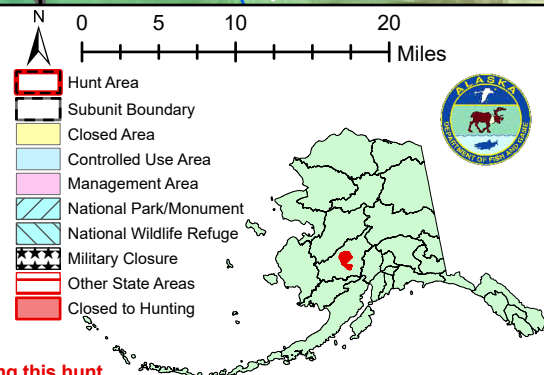 N
0 5 10 20
Miles
Hunt Area
Subunit Boundary
Closed Area
Controlled Use Area
Management Area
National Park/Monument
National Wildlife Refuge
Military Closure
Other State Areas
Closed to Hunting
ALASKA
DEPARTMENT OF FISH AND GAME
ng this hunt